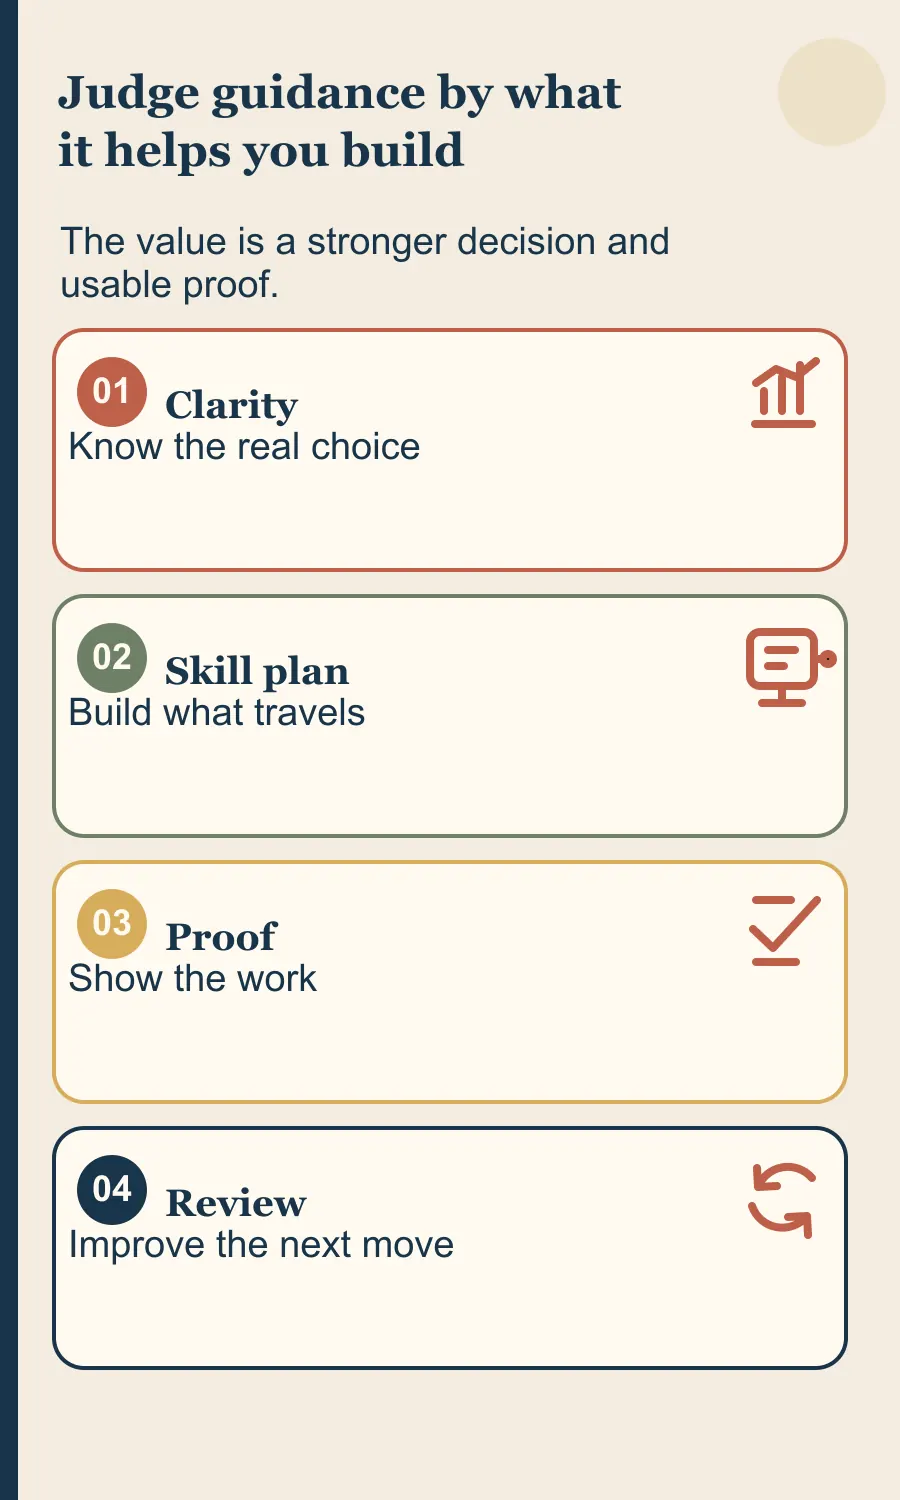 Judge guidance by what
it helps you build
The value is a stronger decision and
usable proof.
01 Clarity
Know the real choice
02 Skill plan
Build what travels
03 Proof
Show the work
04 Review
Improve the next move